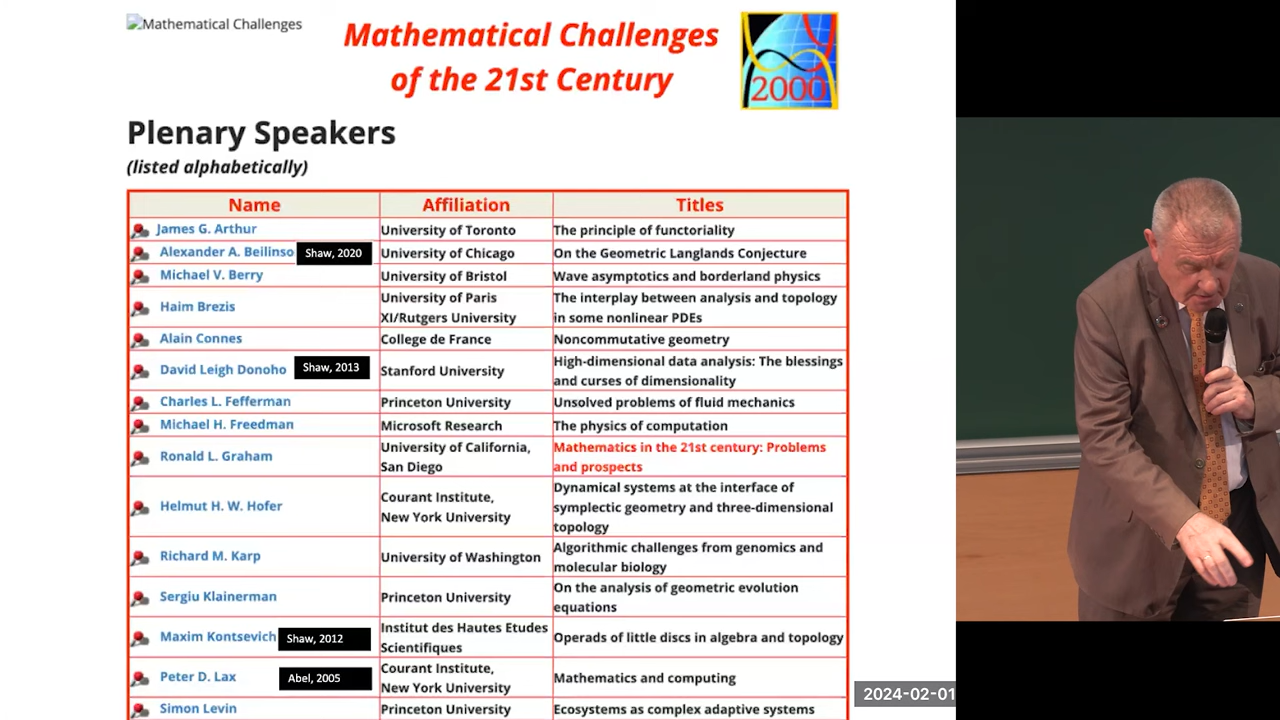 Mathematical Challenges
Mathematical Challenges
of the 21st Century
2000
Plenary Speakers
(listed alphabetically)
Name Affiliation Titles
James G. Arthur University of Toronto The principle of functoriality
Alexander A. Beilinso Shaw, 2020 University of Chicago On the Geometric Langlands Conjecture
Michael V. Berry University of Bristol Wave asymptotics and borderland physics
Haim Brezis University of Paris The interplay between analysis and topology
XI/Rutgers University in some nonlinear PDEs
Alain Connes College de France Noncommutative geometry
David Leigh Donoho Shaw, 2013 Stanford University High-dimensional data analysis: The blessings
and curses of dimensionality
Charles L. Fefferman Princeton University Unsolved problems of fluid mechanics
Michael H. Freedman Microsoft Research The physics of computation
Ronald L. Graham University of California, Mathematics in the 21st century: Problems
San Diego and prospects
Helmut H. W. Hofer Courant Institute, Dynamical systems at the interface of
New York University symplectic geometry and three-dimensional
topology
Richard M. Karp University of Washington Algorithmic challenges from genomics and
molecular biology
Sergiu Klainerman Princeton University On the analysis of geometric evolution
equations
Maxim Kontsevich Shaw, 2012 Institut des Hautes Etudes Operads of little discs in algebra and topology
Scientifiques
Peter D. Lax Abel, 2005 Courant Institute, Mathematics and computing
New York University
Simon Levin Princeton University Ecosystems as complex adaptive systems
2024-02-01